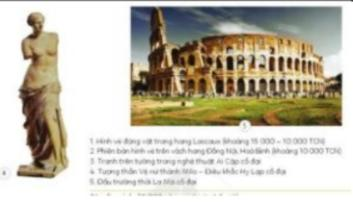 1. Hình vẽ động vật trong hang Lascaux (khoảng 15 000 – 10 000 TCN)
2. Phiên bản hình vẽ trên vách hang Đồng Nội, Hoà Bình (khoảng 10 000 TCN)
3. Tranh trên tường trong nghệ thuật Ai Cập cổ đại
4. Tượng thần Vệ nữ thành Milo – Điêu khắc Hy Lạp cổ đại
5. Đấu trường thời La Mã cổ đại